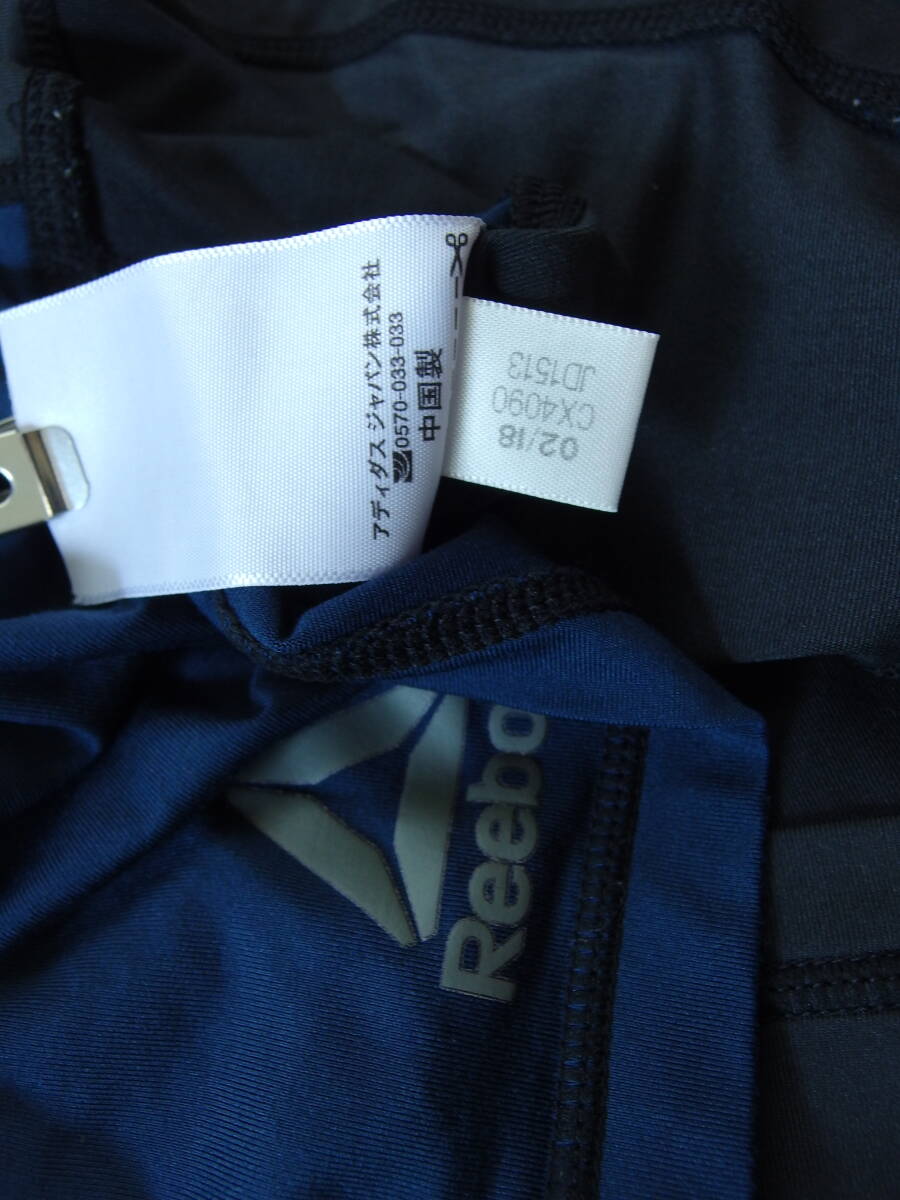 アディダス ジャパン株式会社
0570-033-033
中国製
02/18
CX4090
JD1513
Reebo